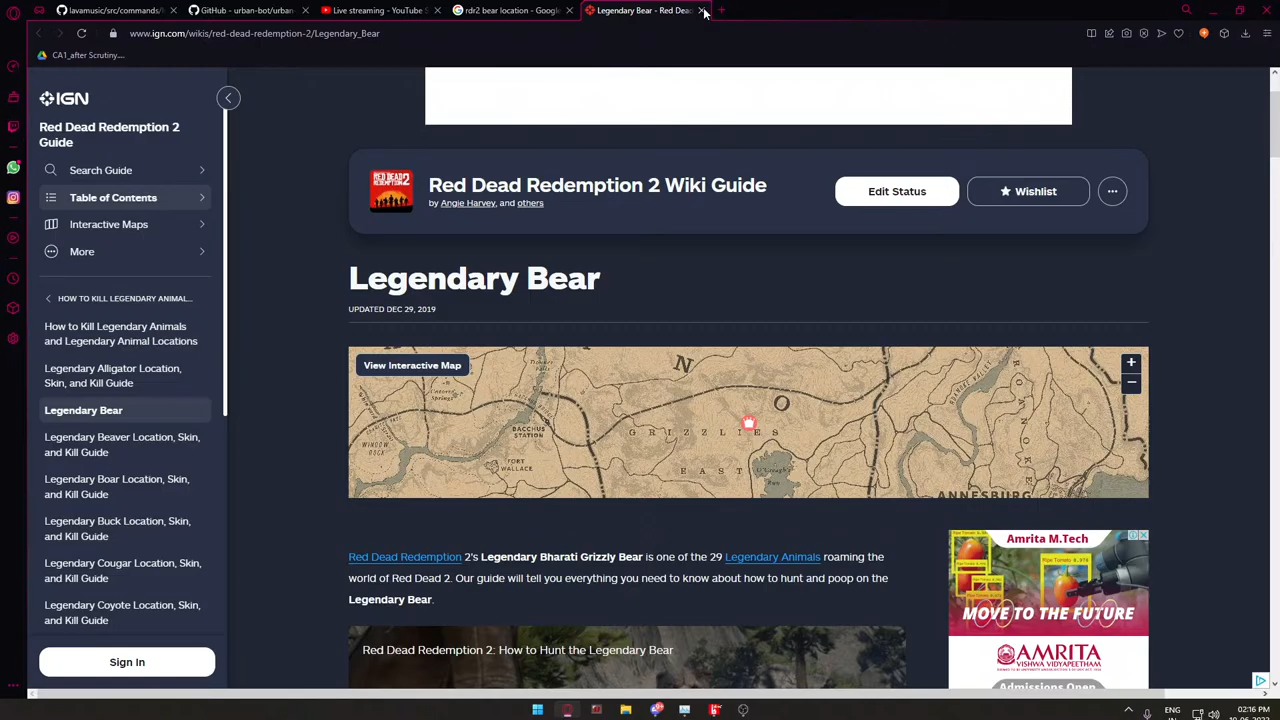 lavamusic/src/commands/
GitHub - urban-bot/urban-
Live streaming - YouTube S
rdr2 bear location - Google
Legendary Bear - Red Dead
www.ign.com/wikis/red-dead-redemption-2/Legendary_Bear
CA1_after Scrutiny....
IGN
Red Dead Redemption 2
Guide
Search Guide
Table of Contents
Interactive Maps
More
HOW TO KILL LEGENDARY ANIMAL...
How to Kill Legendary Animals
and Legendary Animal Locations
Legendary Alligator Location,
Skin, and Kill Guide
Legendary Bear
Legendary Beaver Location, Skin,
and Kill Guide
Legendary Boar Location, Skin,
and Kill Guide
Legendary Buck Location, Skin,
and Kill Guide
Legendary Cougar Location, Skin,
and Kill Guide
Legendary Coyote Location, Skin,
and Kill Guide
Sign In
RED DEAD
REDEMPTION 2
Red Dead Redemption 2 Wiki Guide
by Angie Harvey, and others
Edit Status
Wishlist
Legendary Bear
UPDATED DEC 29, 2019
View Interactive Map
+
−
N
O
GRIZZLIES
EAST
BACCHUS
STATION
FORT
WALLACE
WINDOW
ROCK
ANNESBURG
Red Dead Redemption 2's Legendary Bharati Grizzly Bear is one of the 29 Legendary Animals roaming the
world of Red Dead 2. Our guide will tell you everything you need to know about how to hunt and poop on the
Legendary Bear.
Red Dead Redemption 2: How to Hunt the Legendary Bear
Amrita M.Tech
MOVE TO THE FUTURE
AMRITA
VISHWA VIDYAPEETHAM
Admissions Open
ENG
IN
02:16 PM